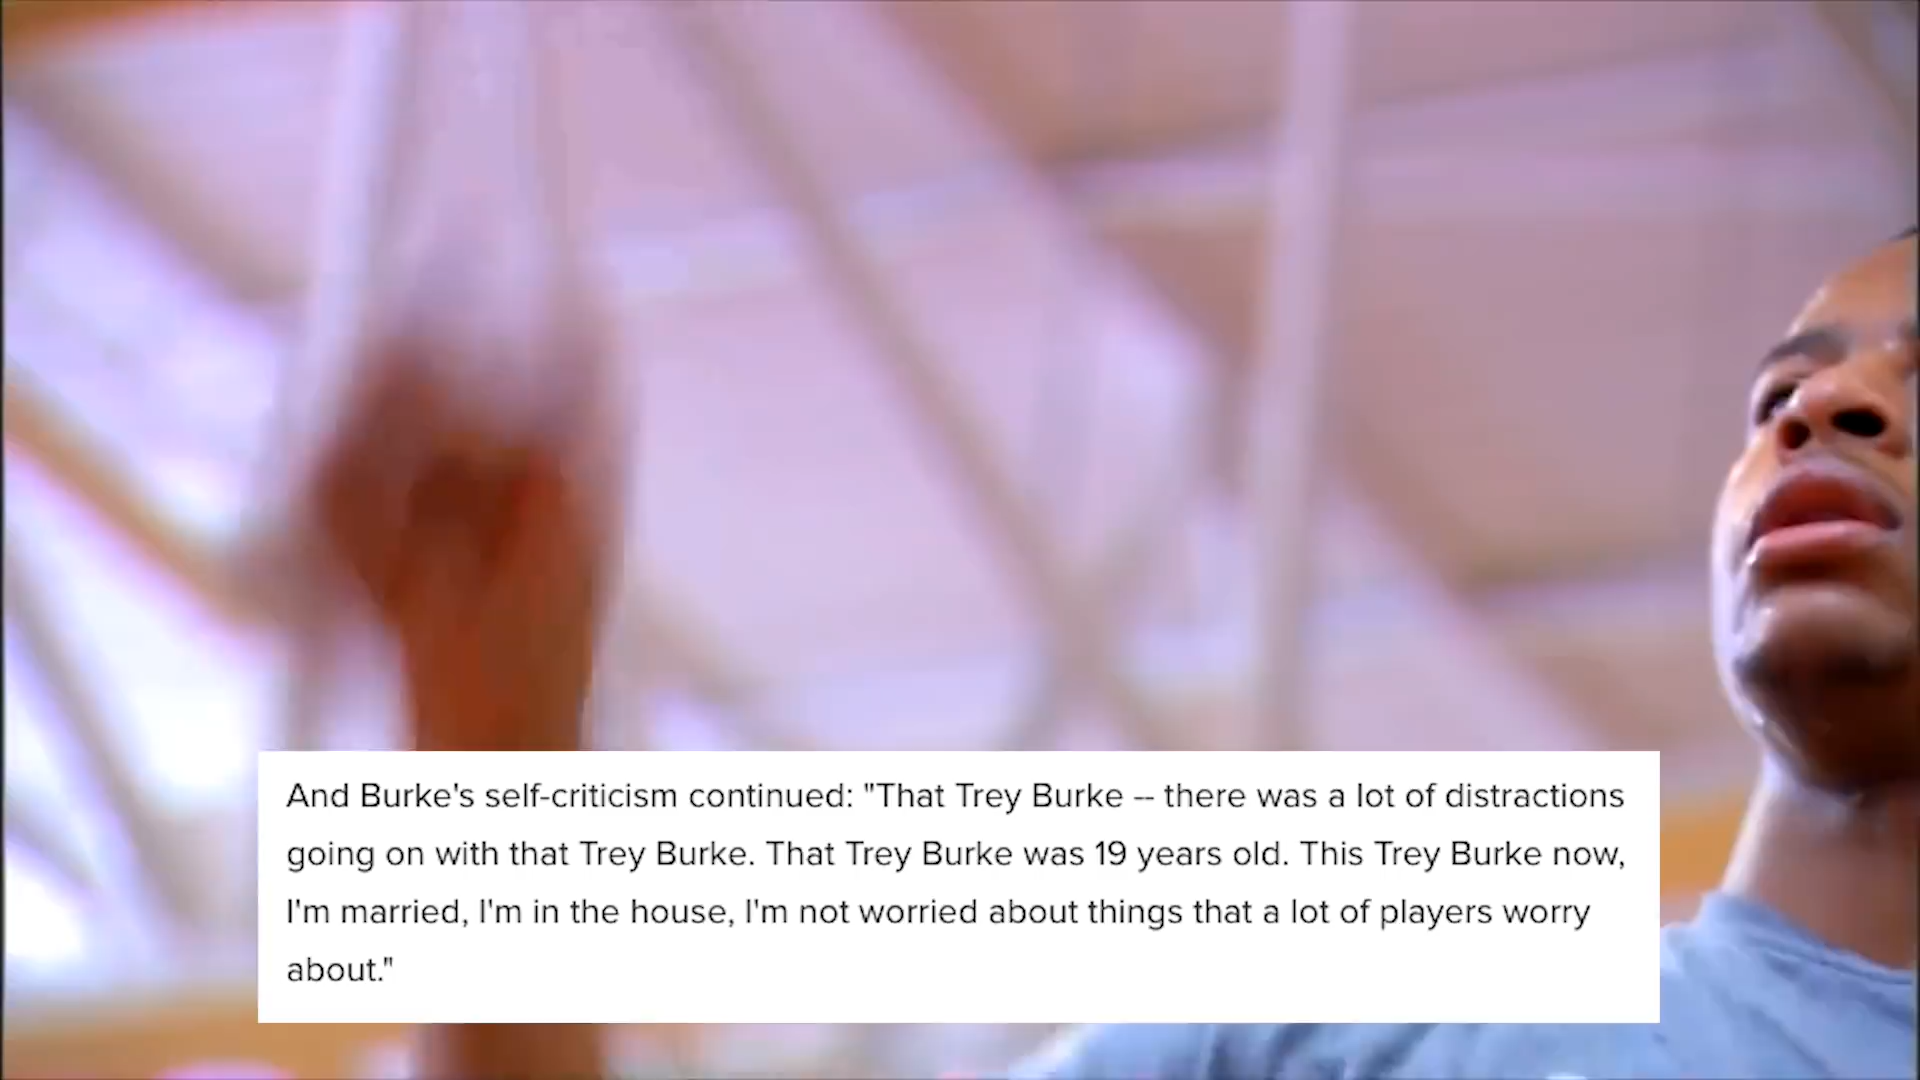 And Burke's self-criticism continued: "That Trey Burke -- there was a lot of distractions
going on with that Trey Burke. That Trey Burke was 19 years old. This Trey Burke now,
I'm married, I'm in the house, I'm not worried about things that a lot of players worry
about."